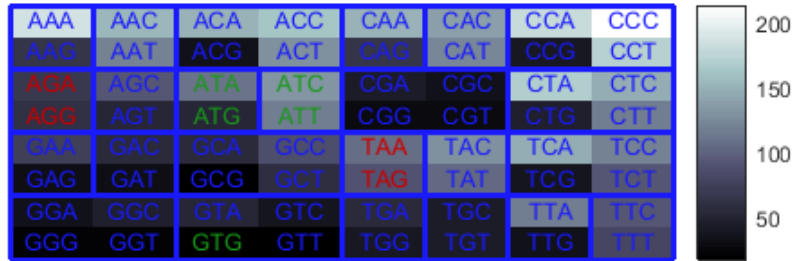 AAA AAC ACA ACC CAA CAC CCA CCC
AAG AAT ACG ACT CAG CAT CCG CCT
AGA AGC ATA ATC CGA CGC CTA CTC
AGG AGT ATG ATT CGG CGT CTG CTT
GAA GAC GCA GCC TAA TAC TCA TCC
GAG GAT GCG GCT TAG TAT TCG TCT
GGA GGC GTA GTC TGA TGC TTA TTC
GGG GGT GTG GTT TGG TGT TTG TTT
200
150
100
50